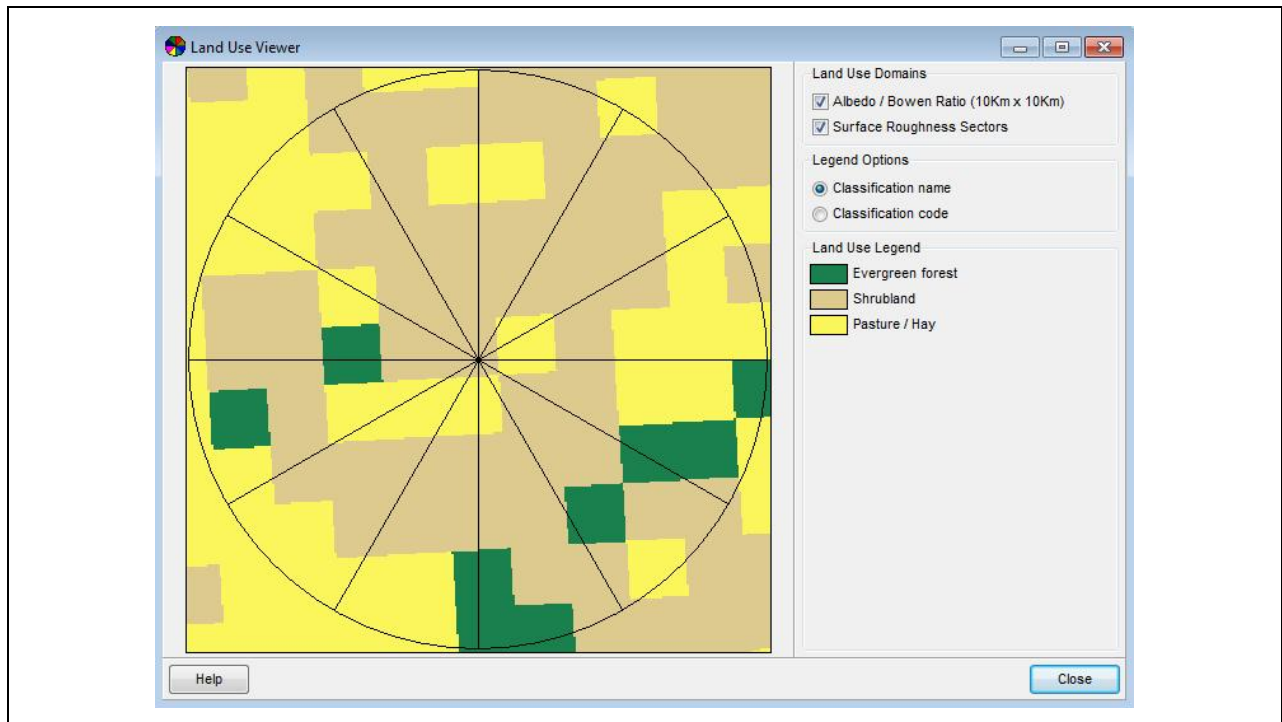 Land Use Viewer
Land Use Domains
Albedo / Bowen Ratio (10Km x 10Km)
Surface Roughness Sectors
Legend Options
Classification name
Classification code
Land Use Legend
Evergreen forest
Shrubland
Pasture / Hay
Help
Close